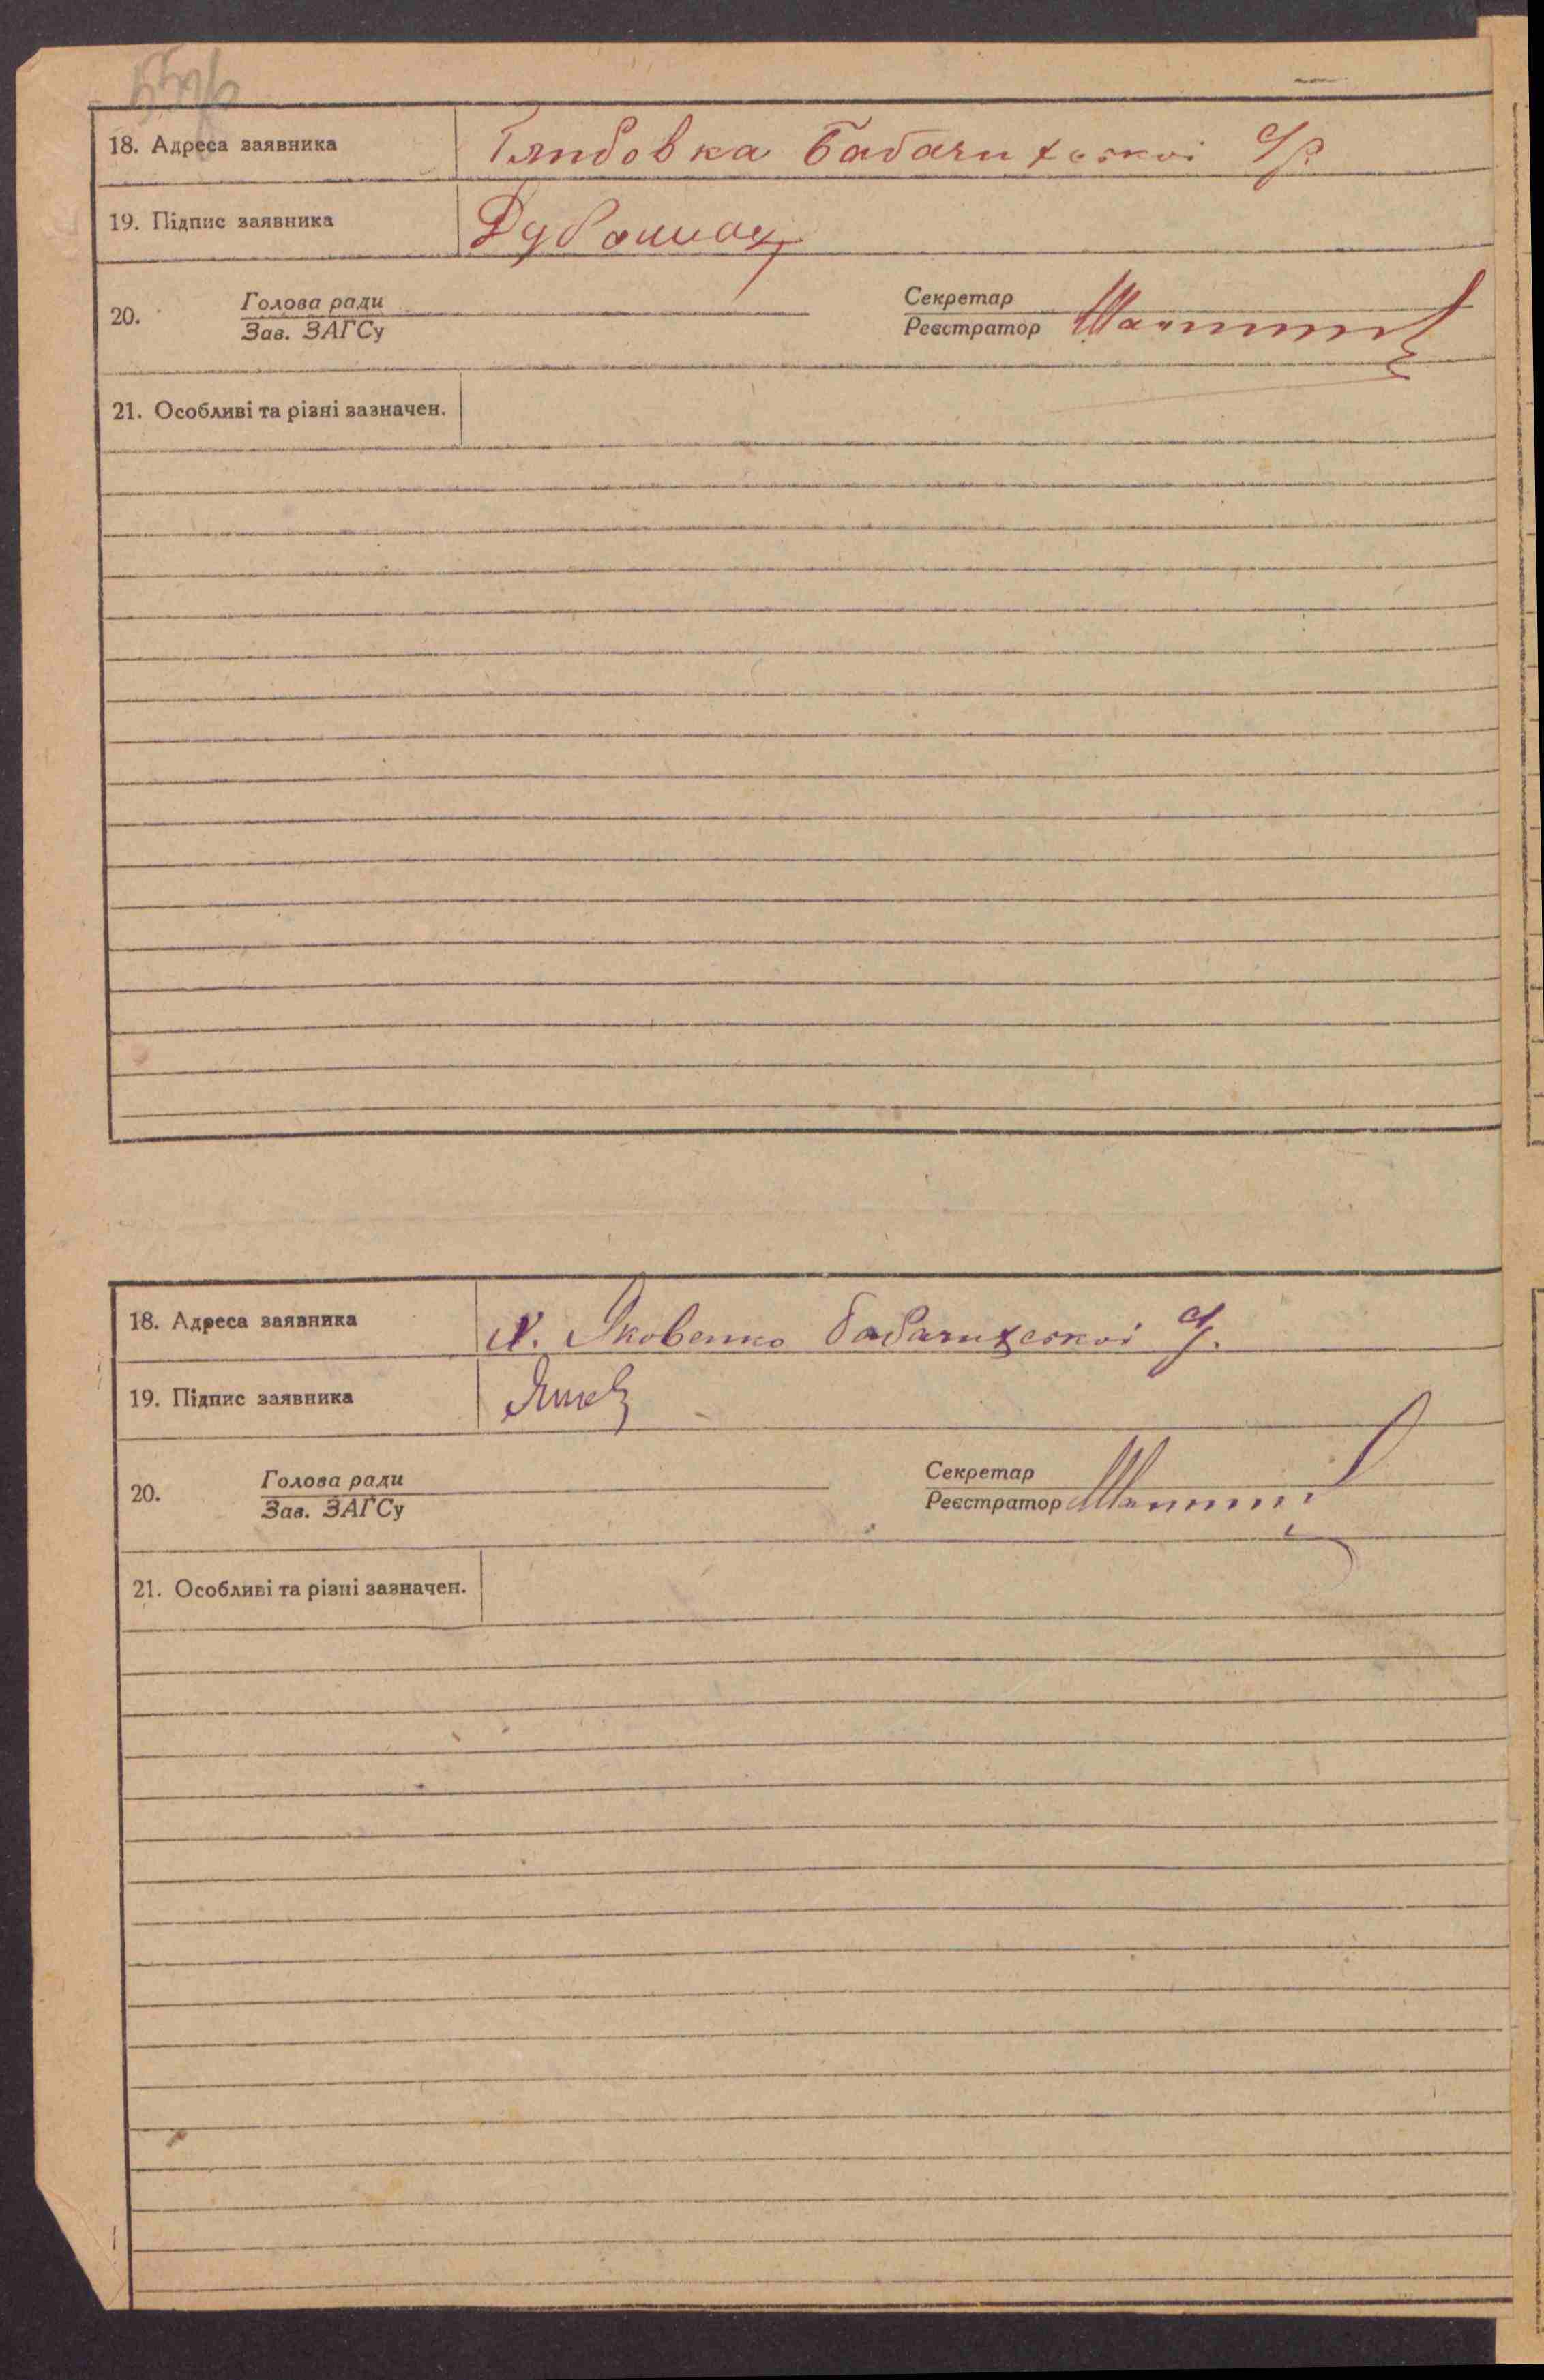 18. Адреса заявника Глибовка Бабачихескої с/р.
19. Підпис заявника
20. Голова ради Секретар
Зав. ЗАГСу Реєстратор
21. Особливі та різні зазначен.
18. Адреса заявника х. Яковенко Бабачихескої с/
19. Підпис заявника
20. Голова ради Секретар
Зав. ЗАГСу Реєстратор
21. Особливі та різні зазначен.